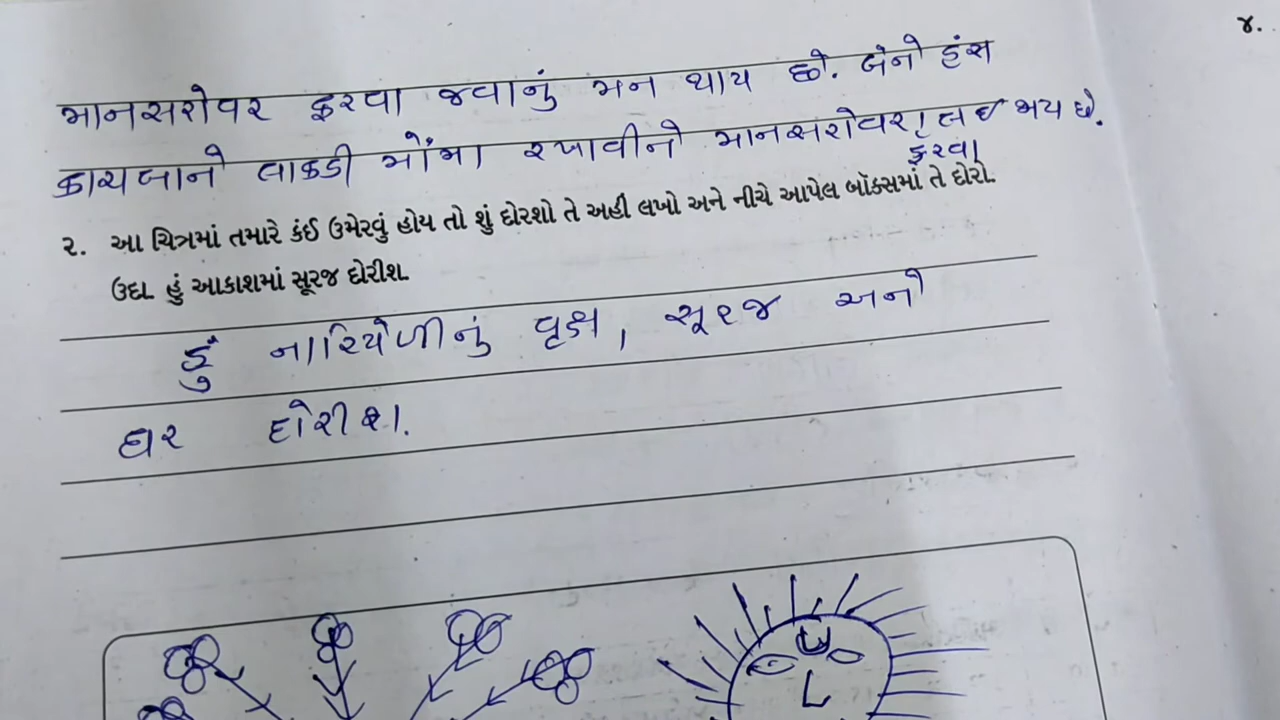 ૪.
માનસરોવર ફરવા જવાનું મન થાય છે. બંને હંસ
કાચબાને લાકડી મોંમા રખાવીને માનસરોવર લઈ જાય છે.
ફરવા
૨. આ ચિત્રમાં તમારે કંઈ ઉમેરવું હોય તો શું દોરશો તે અહીં લખો અને નીચે આપેલ બૉક્સમાં તે દોરો.
ઉદા. હું આકાશમાં સૂરજ દોરીશ.
હું નારિયેળીનું વૃક્ષ, સૂરજ અને
ઘર દોરીશ.